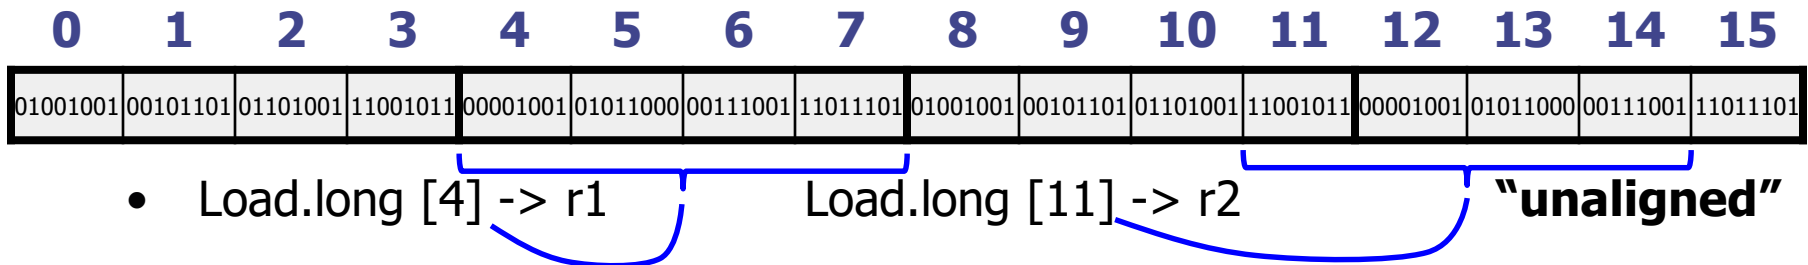 0 1 2 3 4 5 6 7 8 9 10 11 12 13 14 15
01001001 00101101 01101001 11001011 00001001 01011000 00111001 11011101 01001001 00101101 01101001 11001011 00001001 01011000 00111001 11011101
• Load.long [4] -> r1 Load.long [11] -> r2 “unaligned”